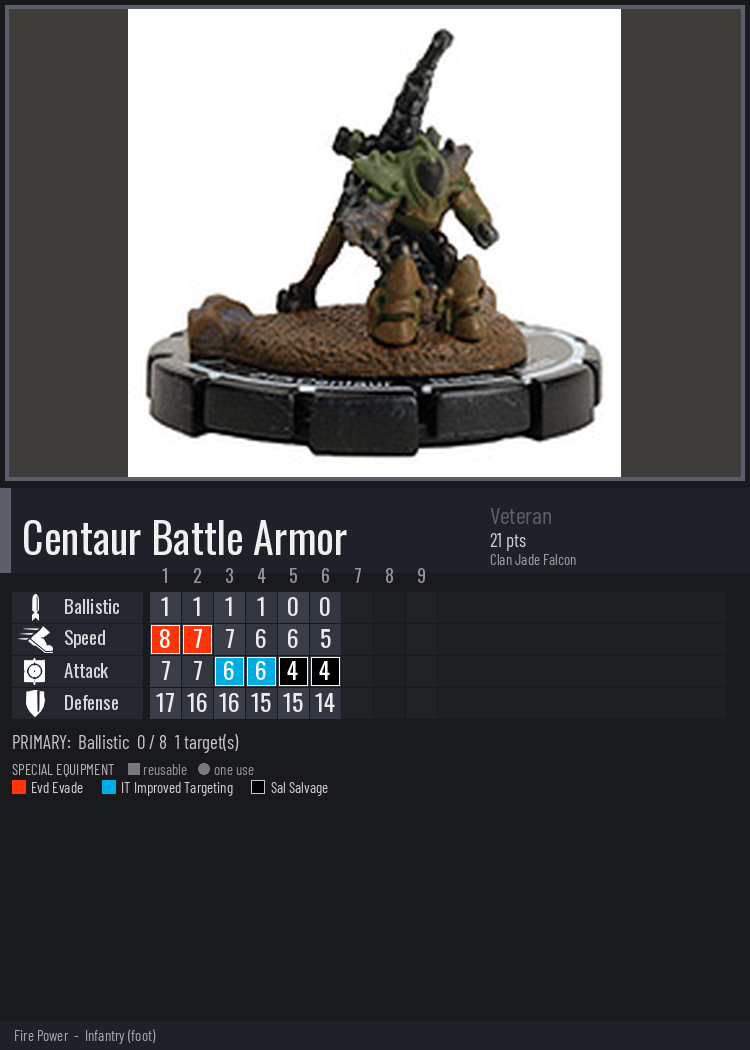 Centaur
Centaur Battle Armor
Veteran
21 pts
Clan Jade Falcon
1 2 3 4 5 6 7 8 9
Ballistic 1 1 1 1 0 0
Speed 8 7 7 6 6 5
Attack 7 7 6 6 4 4
Defense 17 16 16 15 15 14
PRIMARY: Ballistic 0 / 8 1 target(s)
SPECIAL EQUIPMENT reusable one use
Evd Evade IT Improved Targeting Sal Salvage
Fire Power - Infantry (foot)